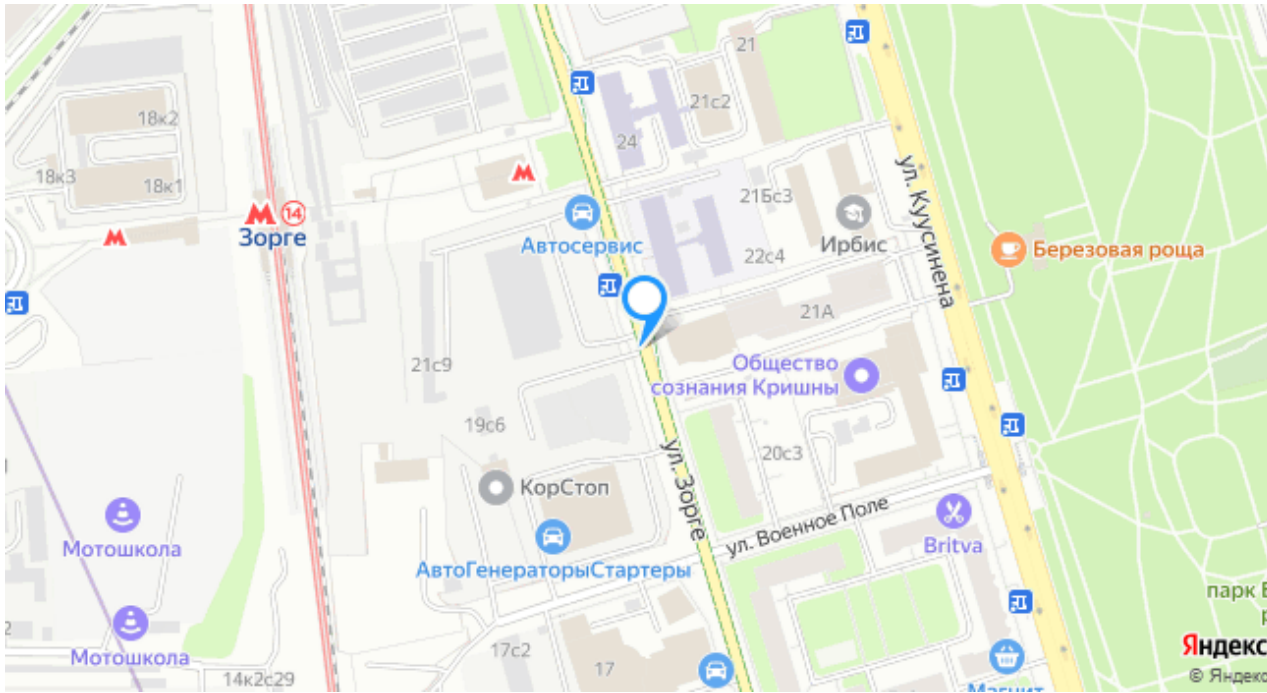 21
18к2
21с2
24
18к3
18к1
21Бс3
ул. Куусинена
14
Зорге
Автосервис
Ирбис
22с4
Березовая роща
21А
21с9
Общество
сознания Кришны
19с6
ул. Зорге
20с3
КорСтоп
ул. Военное Поле
Мотошкола
Britva
АвтоГенераторыСтартеры
парк
Мотошкола
17с2
17
14к2с29
Магнит
Яндекс
© Яндекс